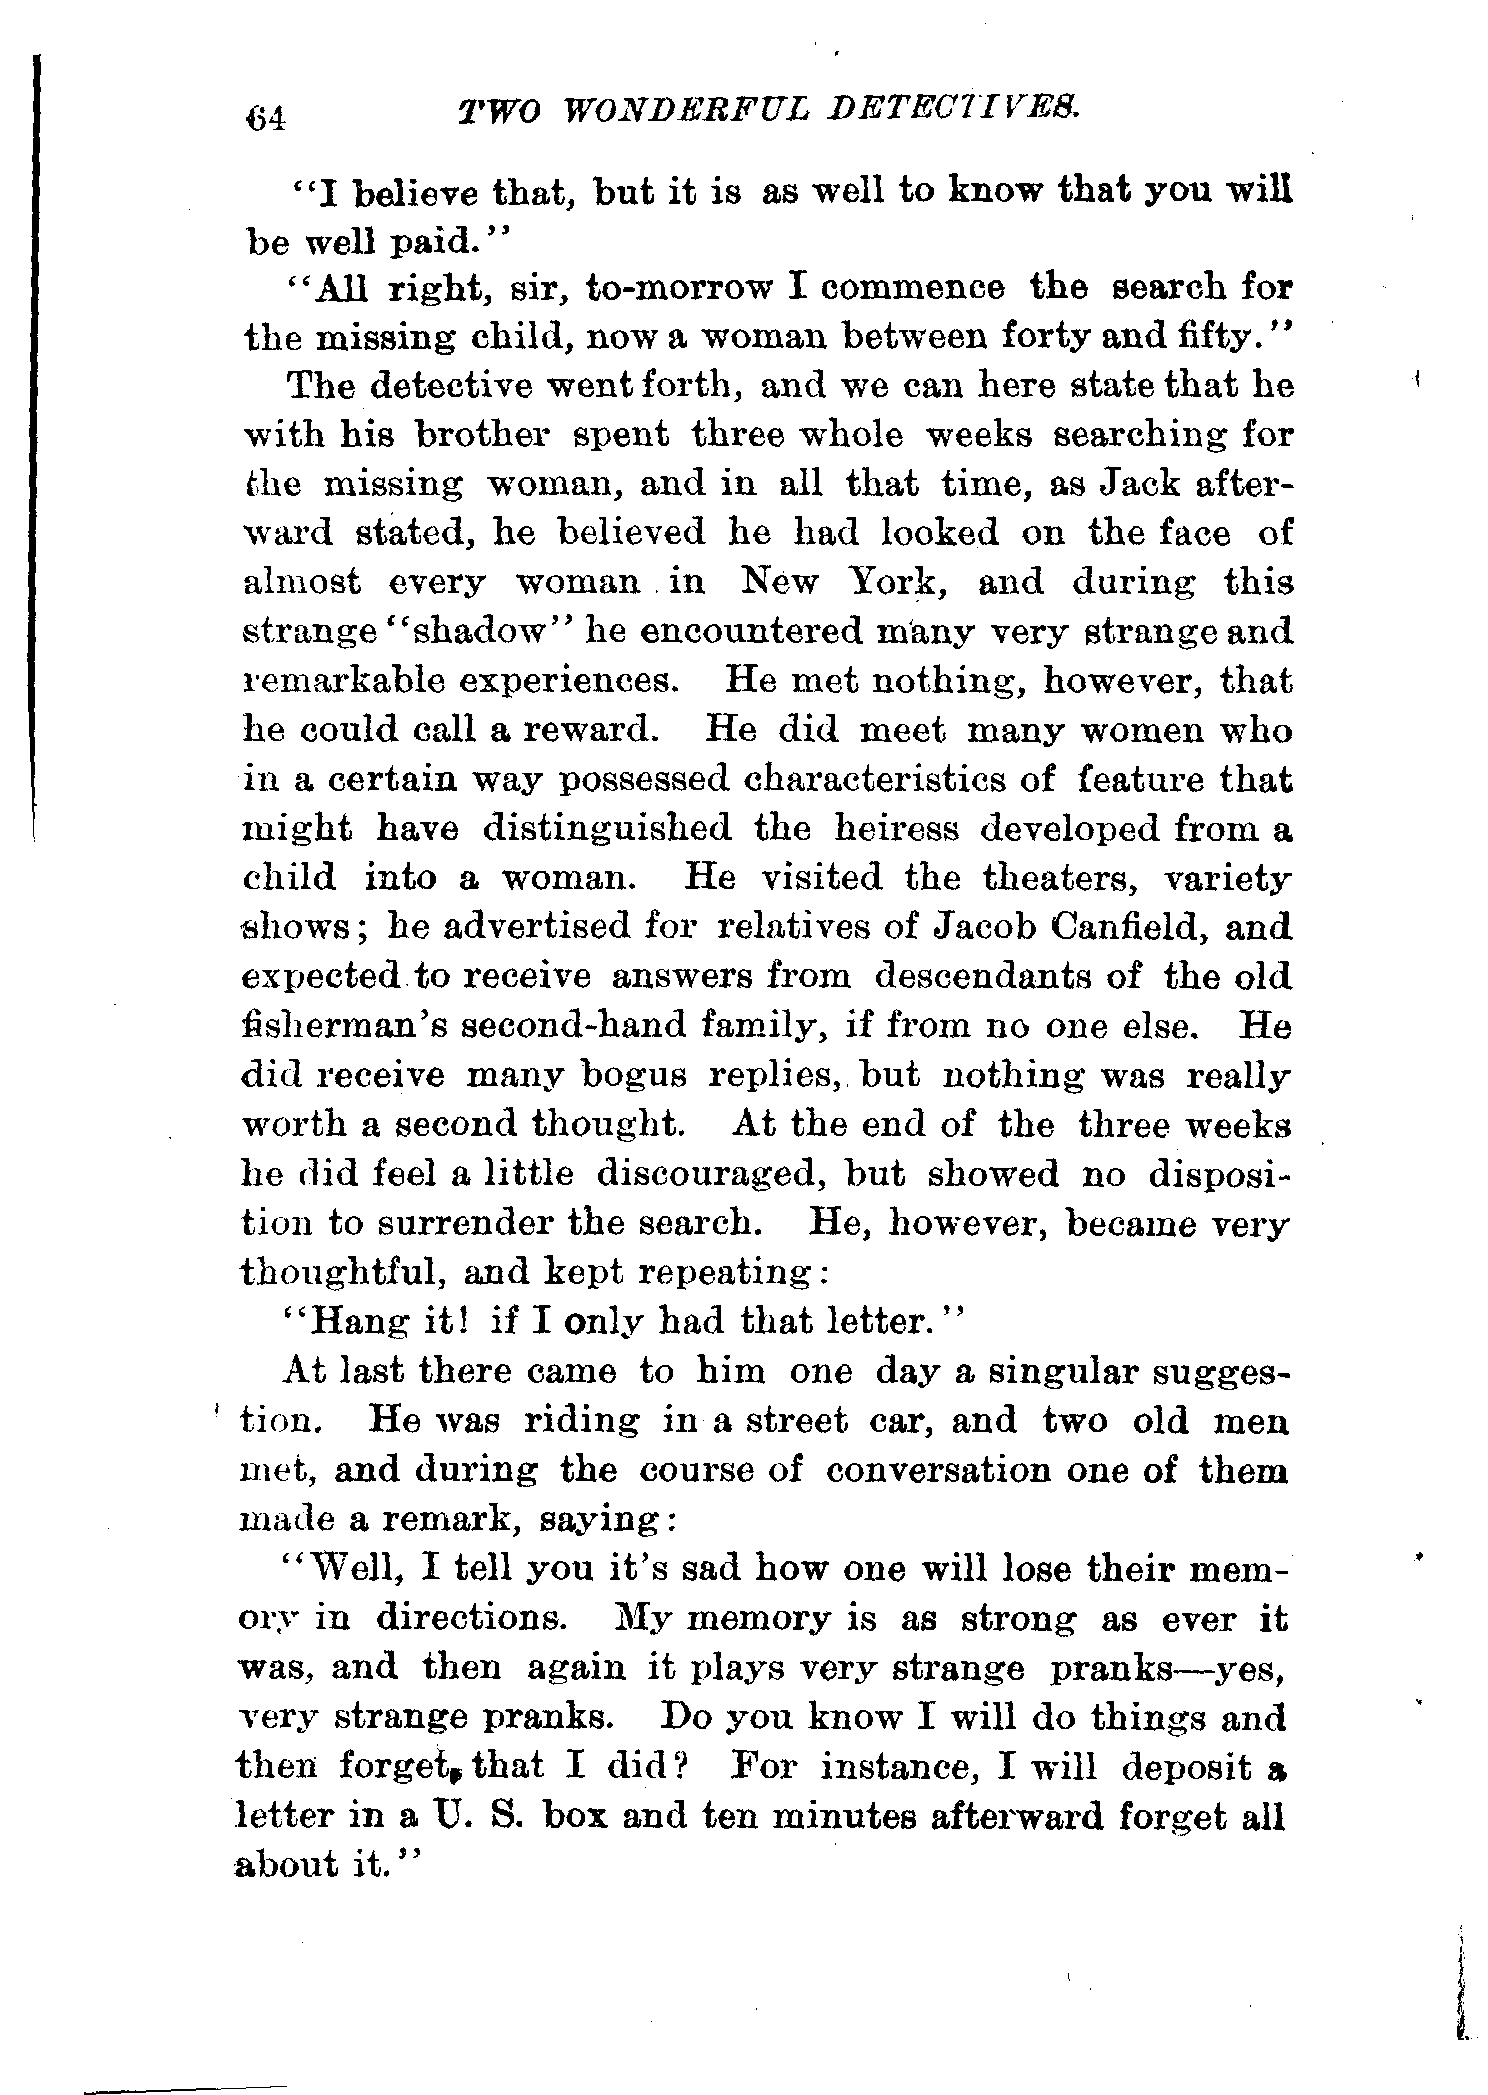 64 TWO WONDERFUL DETECTIVES.
"I believe that, but it is as well to know that you will
be well paid."
"All right, sir, to-morrow I commence the search for
the missing child, now a woman between forty and fifty."
The detective went forth, and we can here state that he
with his brother spent three whole weeks searching for
the missing woman, and in all that time, as Jack after-
ward stated, he believed he had looked on the face of
almost every woman in New York, and during this
strange "shadow" he encountered many very strange and
remarkable experiences. He met nothing, however, that
he could call a reward. He did meet many women who
in a certain way possessed characteristics of feature that
might have distinguished the heiress developed from a
child into a woman. He visited the theaters, variety
shows; he advertised for relatives of Jacob Canfield, and
expected to receive answers from descendants of the old
fisherman's second-hand family, if from no one else. He
did receive many bogus replies, but nothing was really
worth a second thought. At the end of the three weeks
he did feel a little discouraged, but showed no disposi-
tion to surrender the search. He, however, became very
thoughtful, and kept repeating:
"Hang it! if I only had that letter."
At last there came to him one day a singular sugges-
tion. He was riding in a street car, and two old men
met, and during the course of conversation one of them
made a remark, saying:
"Well, I tell you it's sad how one will lose their mem-
ory in directions. My memory is as strong as ever it
was, and then again it plays very strange pranks—yes,
very strange pranks. Do you know I will do things and
then forget that I did? For instance, I will deposit a
letter in a U. S. box and ten minutes afterward forget all
about it."